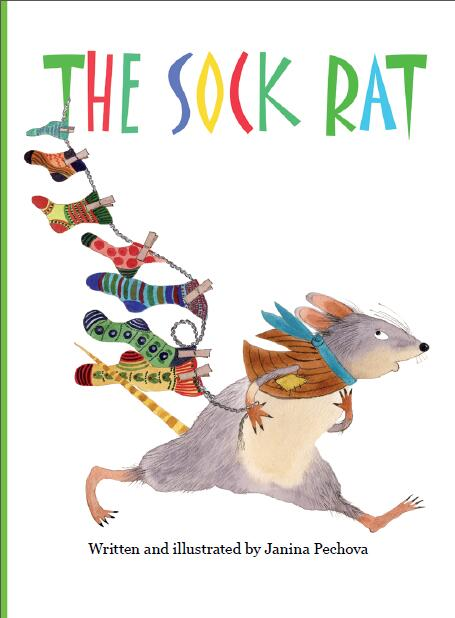 THE SOCK RAT
Written and illustrated by Janina Pechova